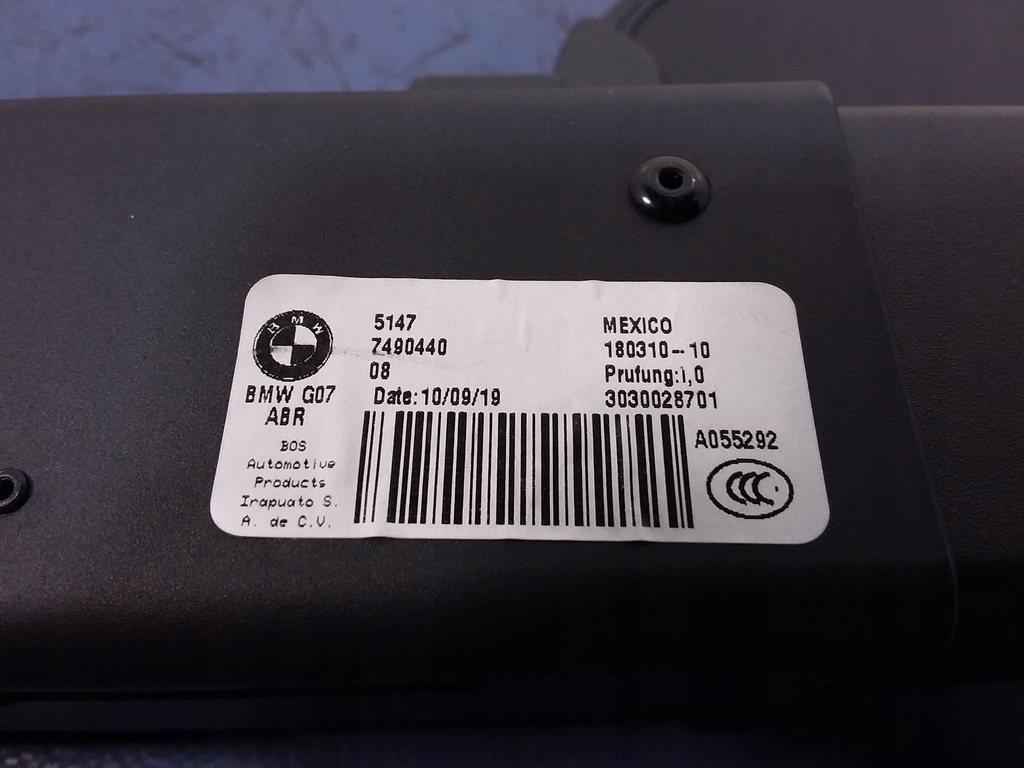 BMW
BMW G07
ABR
BOS
Automotive
Products
Irapuato S.
A. de C.V.
5147
7490440
08
Date: 10/09/19
MEXICO
180310--10
Prufung:i,0
3030028701
A055292
CCC